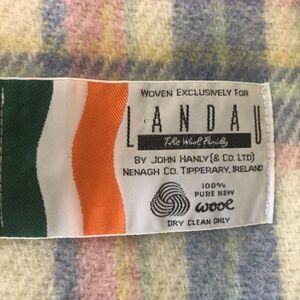 WOVEN EXCLUSIVELY FOR
LANDAU
The Wool Family
BY JOHN HANLY (& CO. LTD)
NENAGH CO. TIPPERARY, IRELAND
100%
PURE NEW
wool
DRY CLEAN ONLY